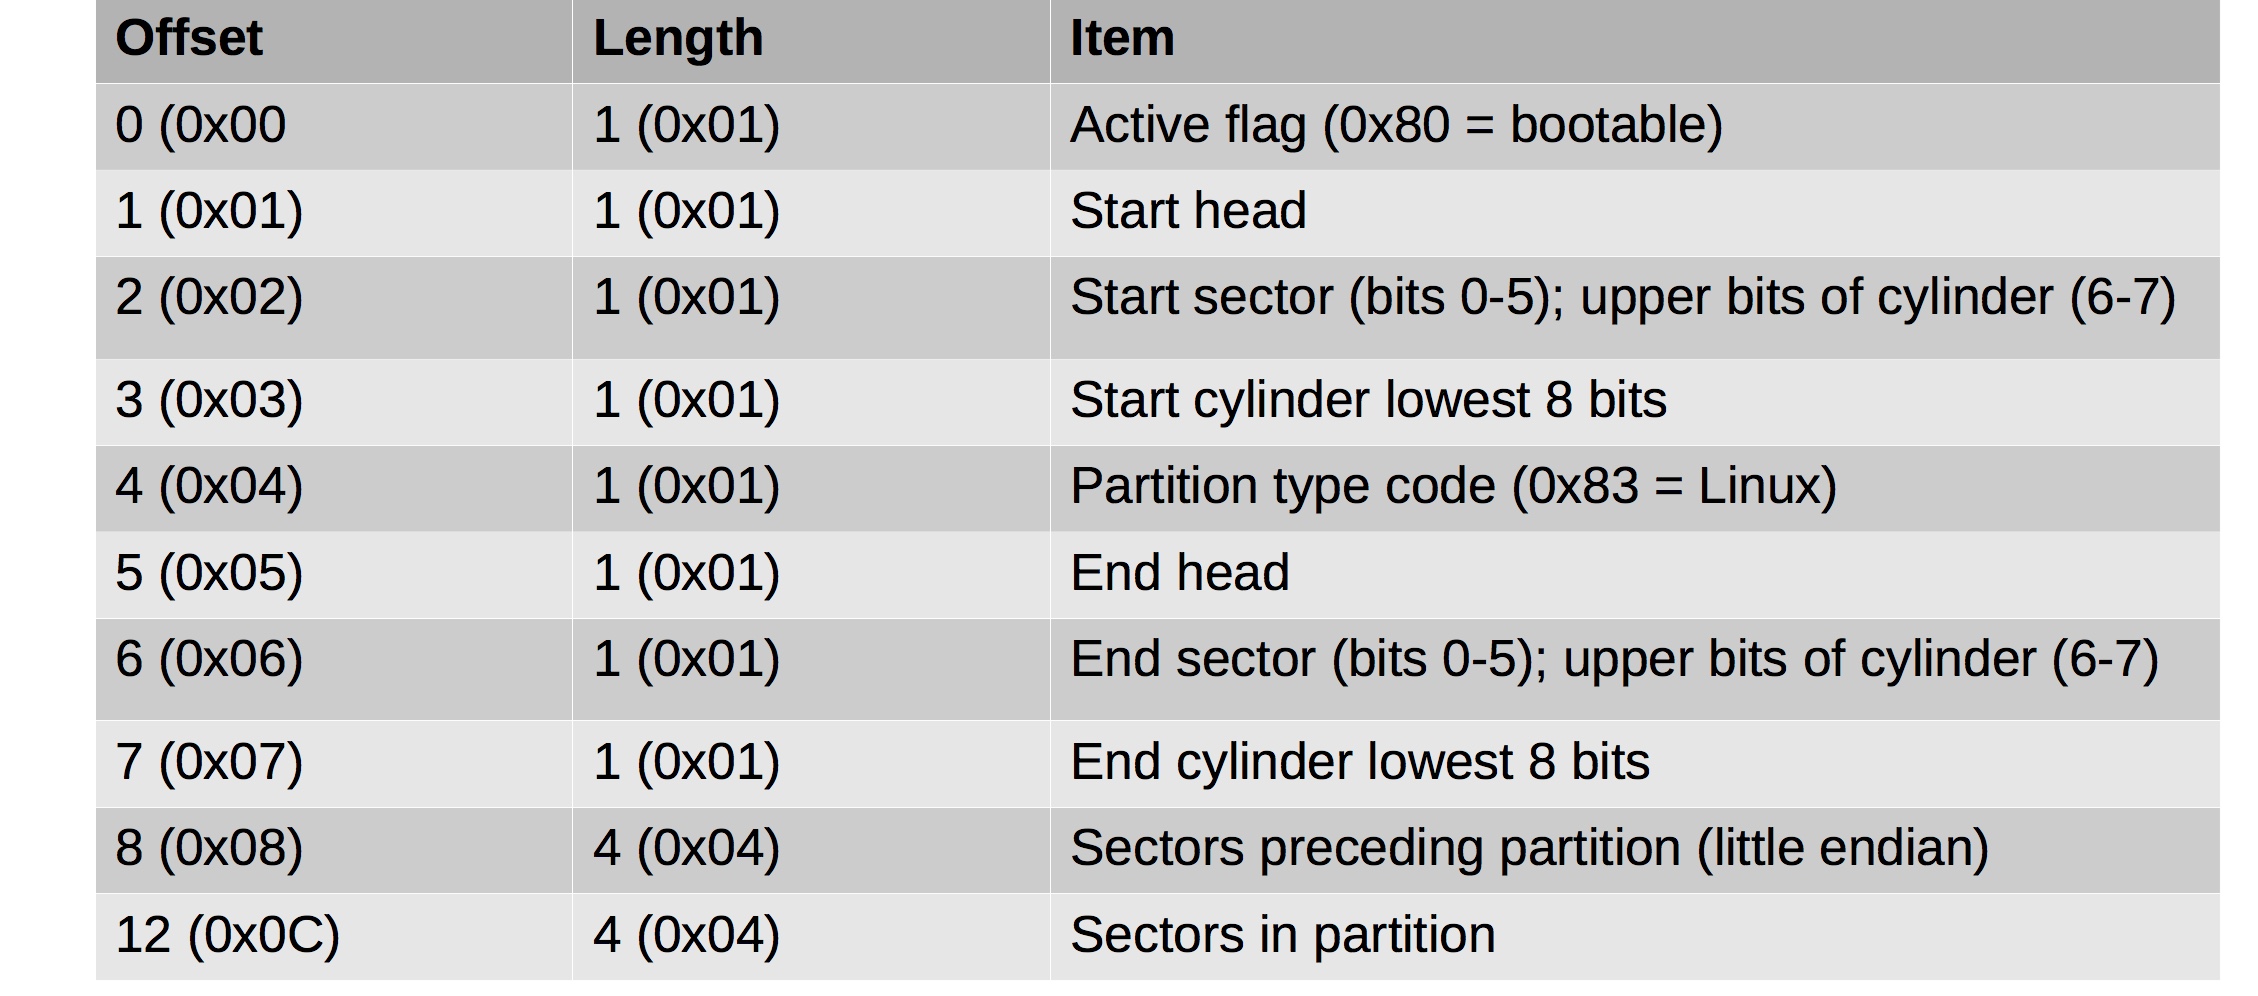 Offset Length Item
0 (0x00 1 (0x01) Active flag (0x80 = bootable)
1 (0x01) 1 (0x01) Start head
2 (0x02) 1 (0x01) Start sector (bits 0-5); upper bits of cylinder (6-7)
3 (0x03) 1 (0x01) Start cylinder lowest 8 bits
4 (0x04) 1 (0x01) Partition type code (0x83 = Linux)
5 (0x05) 1 (0x01) End head
6 (0x06) 1 (0x01) End sector (bits 0-5); upper bits of cylinder (6-7)
7 (0x07) 1 (0x01) End cylinder lowest 8 bits
8 (0x08) 4 (0x04) Sectors preceding partition (little endian)
12 (0x0C) 4 (0x04) Sectors in partition